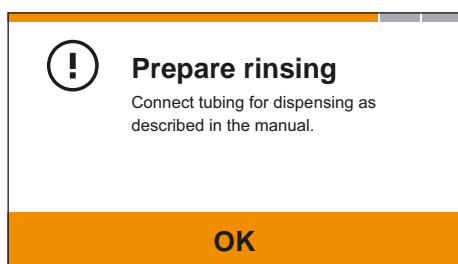 Prepare rinsing
Connect tubing for dispensing as
described in the manual.
OK